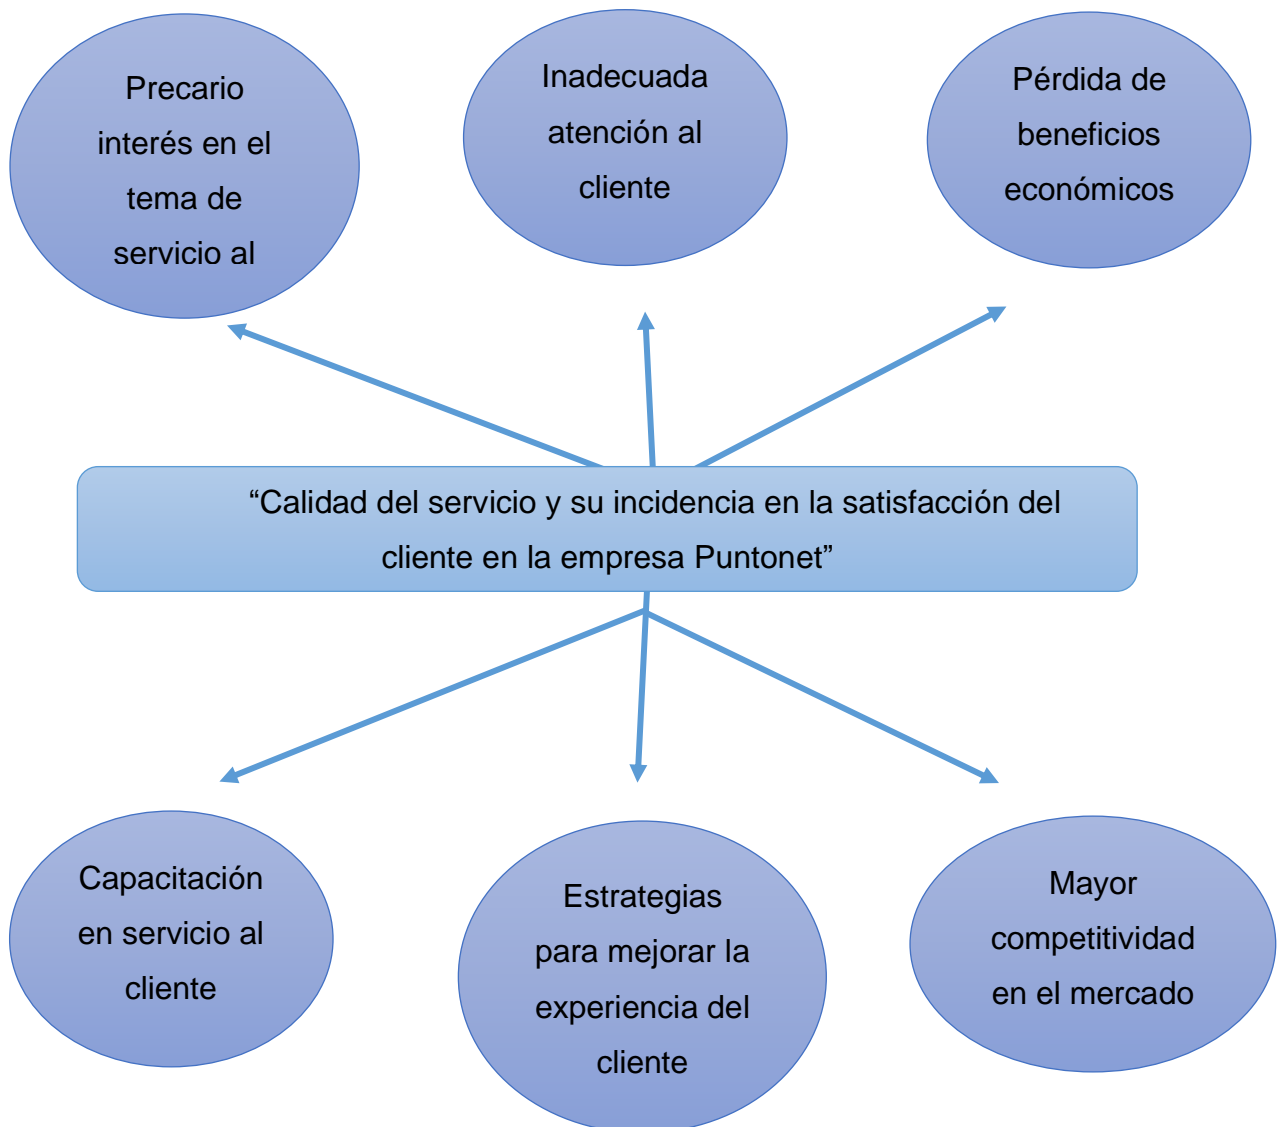 Precario
interés en el
tema de
servicio al
Inadecuada
atención al
cliente
Pérdida de
beneficios
económicos
“Calidad del servicio y su incidencia en la satisfacción del
cliente en la empresa Puntonet”
Capacitación
en servicio al
cliente
Estrategias
para mejorar la
experiencia del
cliente
Mayor
competitividad
en el mercado